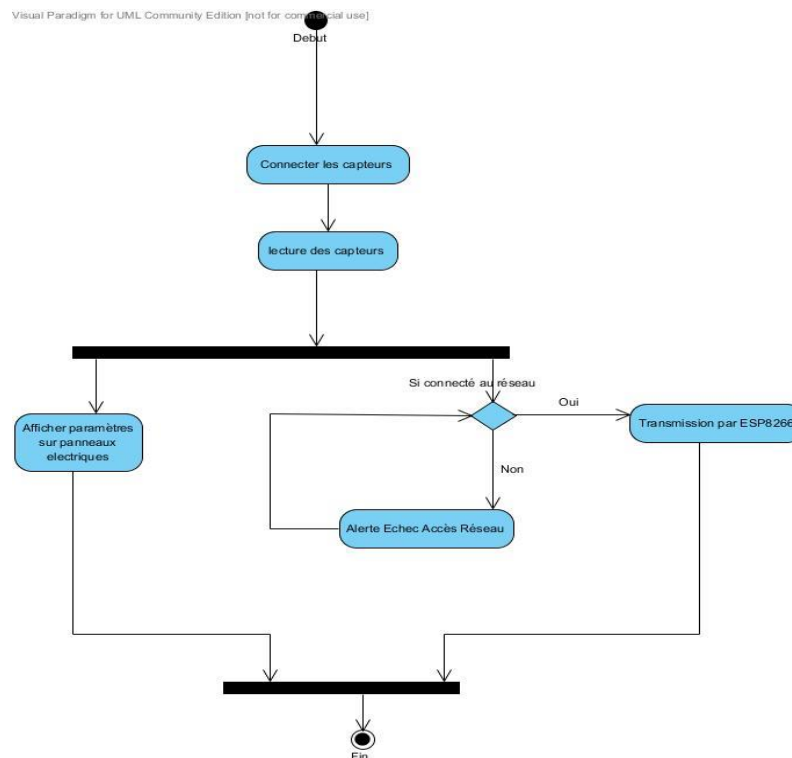 Visual Paradigm for UML Community Edition [not for commercial use]
Debut
Connecter les capteurs
lecture des capteurs
Si connecté au réseau
Afficher paramètres
sur panneaux
electriques
Oui
Transmission par ESP8266
Non
Alerte Echec Accès Réseau
Fin